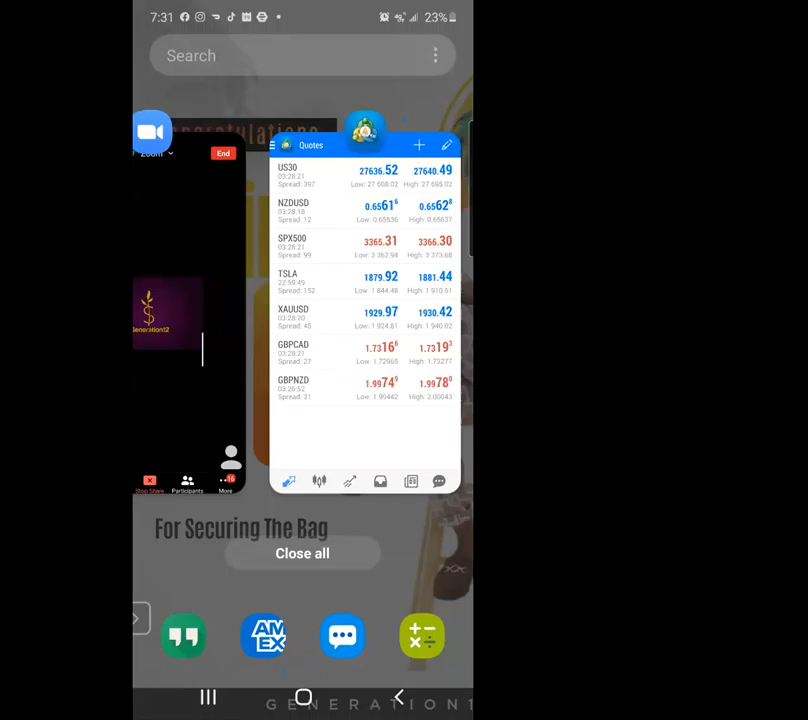 7:31
23%
Search
Congratulations
Zoom
End
Generation12
Stop Share
Participants
More
16
Quotes
US30
03:28:21
Spread: 397
27636.52
27640.49
Low: 27 608.02
High: 27 695.02
NZDUSD
03:28:18
Spread: 12
0.65616
0.65628
Low: 0.65536
High: 0.65637
SPX500
03:28:21
Spread: 99
3365.31
3366.30
Low: 3 362.94
High: 3 373.68
TSLA
22:59:49
Spread: 152
1879.92
1881.44
Low: 1 844.48
High: 1 910.51
XAUUSD
03:28:20
Spread: 45
1929.97
1930.42
Low: 1 924.81
High: 1 940.02
GBPCAD
03:28:21
Spread: 27
1.73166
1.73193
Low: 1.72965
High: 1.73277
GBPNZD
03:26:52
Spread: 31
1.99749
1.99780
Low: 1.99442
High: 2.00043
For Securing The Bag
Close all
AM
EX
GENERATION1